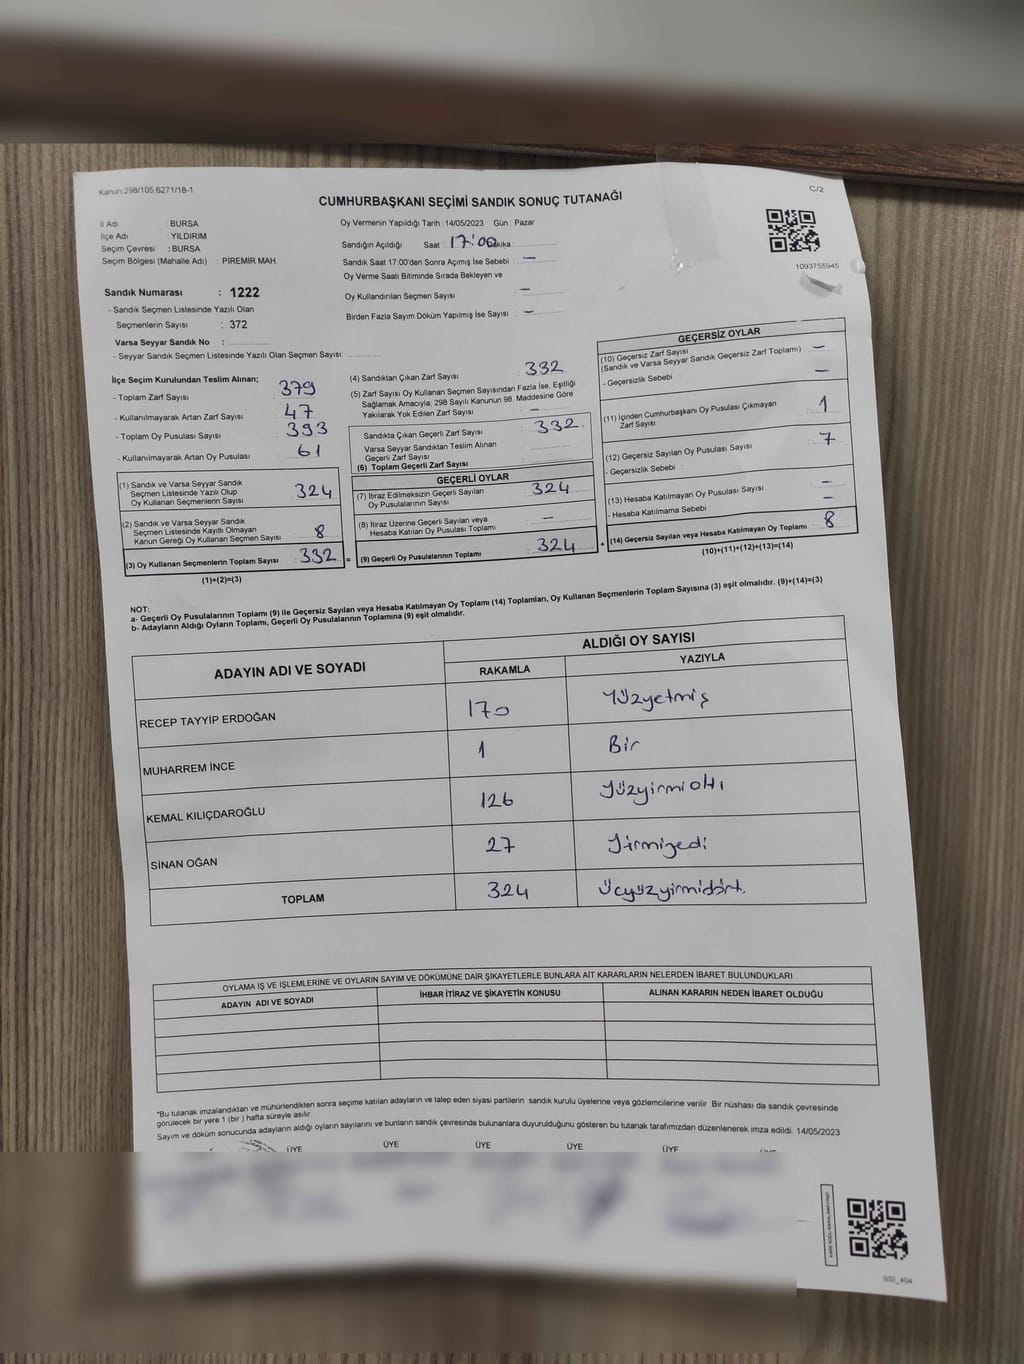 Kanun:298/105;6271/18-1
C/2
CUMHURBAŞKANI SEÇİMİ SANDIK SONUÇ TUTANAĞI
İl Adı : BURSA
İlçe Adı : YILDIRIM
Seçim Çevresi : BURSA
Seçim Bölgesi (Mahalle Adı) : PİREMİR MAH.
Sandık Numarası : 1222
- Sandık Seçmen Listesinde Yazılı Olan
Seçmenlerin Sayısı : 372
Varsa Seyyar Sandık No :
- Seyyar Sandık Seçmen Listesinde Yazılı Olan Seçmen Sayısı:
Oy Vermenin Yapıldığı Tarih :14/05/2023 Gün : Pazar
Sandığın Açıldığı Saat : 17:00 Dakika :
Sandık Saat 17:00'den Sonra Açımış İse Sebebi : —
Oy Verme Saati Bitiminde Sırada Bekleyen ve
Oy Kullandırılan Seçmen Sayısı —
Birden Fazla Sayım Döküm Yapılmış İse Sayısı : —
1093755945
İlçe Seçim Kurulundan Teslim Alınan;
- Toplam Zarf Sayısı : 379
- Kullanılmayarak Artan Zarf Sayısı : 47
- Toplam Oy Pusulası Sayısı : 393
- Kullanılmayarak Artan Oy Pusulası : 61
(1) Sandık ve Varsa Seyyar Sandık
Seçmen Listesinde Yazılı Olup
Oy Kullanan Seçmenlerin Sayısı : 324
(2) Sandık ve Varsa Seyyar Sandık
Seçmen Listesinde Kayıtlı Olmayan
Kanun Gereği Oy Kullanan Seçmen Sayısı : 8
(3) Oy Kullanan Seçmenlerin Toplam Sayısı : 332
(1)+(2)=(3)
(4) Sandıktan Çıkan Zarf Sayısı : 332
(5) Zarf Sayısı Oy Kullanan Seçmen Sayısından Fazla İse, Eşitliği
Sağlamak Amacıyla; 298 Sayılı Kanunun 98. Maddesine Göre
Yakılarak Yok Edilen Zarf Sayısı : —
Sandıkta Çıkan Geçerli Zarf Sayısı : 332.
Varsa Seyyar Sandıktan Teslim Alınan
Geçerli Zarf Sayısı :
(6) Toplam Geçerli Zarf Sayısı
GEÇERLİ OYLAR
(7) İtiraz Edilmeksizin Geçerli Sayılan
Oy Pusulalarının Sayısı : 324
(8) İtiraz Üzerine Geçerli Sayılan veya
Hesaba Katılan Oy Pusulası Toplamı : —
= (9) Geçerli Oy Pusulalarının Toplamı : 324
GEÇERSİZ OYLAR
(10) Geçersiz Zarf Sayısı
(Sandık ve Varsa Seyyar Sandık Geçersiz Zarf Toplamı) : —
- Geçersizlik Sebebi : —
(11) İçinden Cumhurbaşkanı Oy Pusulası Çıkmayan
Zarf Sayısı : 1
(12) Geçersiz Sayılan Oy Pusulası Sayısı : 7
- Geçersizlik Sebebi :
(13) Hesaba Katılmayan Oy Pusulası Sayısı : —
- Hesaba Katılmama Sebebi : —
+ (14) Geçersiz Sayılan veya Hesaba Katılmayan Oy Toplamı : 8
(10)+(11)+(12)+(13)=(14)
NOT:
a- Geçerli Oy Pusulalarının Toplamı (9) ile Geçersiz Sayılan veya Hesaba Katılmayan Oy Toplamı (14) Toplamları, Oy Kullanan Seçmenlerin Toplam Sayısına (3) eşit olmalıdır. (9)+(14)=(3)
b- Adayların Aldığı Oyların Toplamı, Geçerli Oy Pusulalarının Toplamına (9) eşit olmalıdır.
ADAYIN ADI VE SOYADI ALDIĞI OY SAYISI
RAKAMLA YAZIYLA
RECEP TAYYİP ERDOĞAN 170 Yüzyetmiş
MUHARREM İNCE 1 Bir
KEMAL KILIÇDAROĞLU 126 Yüzyirmialtı
SİNAN OĞAN 27 Yirmiyedi
TOPLAM 324 Üçyüzyirmidört.
OYLAMA İŞ VE İŞLEMLERİNE VE OYLARIN SAYIM VE DÖKÜMÜNE DAİR ŞİKAYETLERLE BUNLARA AİT KARARLARIN NELERDEN İBARET BULUNDUKLARI
ADAYIN ADI VE SOYADI İHBAR İTİRAZ VE ŞİKAYETİN KONUSU ALINAN KARARIN NEDEN İBARET OLDUĞU
*Bu tutanak imzalandıktan ve mühürlendikten sonra seçime katılan adayların ve talep eden siyasi partilerin sandık kurulu üyelerine veya gözlemcilerine verilir. Bir nüshası da sandık çevresinde
görülecek bir yere 1 (bir) hafta süreyle asılır.
Sayım ve döküm sonucunda adayların aldığı oyların sayılarını ve bunların sandık çevresinde bulunanlara duyurulduğunu gösteren bu tutanak tarafımızdan düzenlenerek imza edildi. 14/05/2023
ÜYE ÜYE ÜYE ÜYE ÜYE
SSI_404